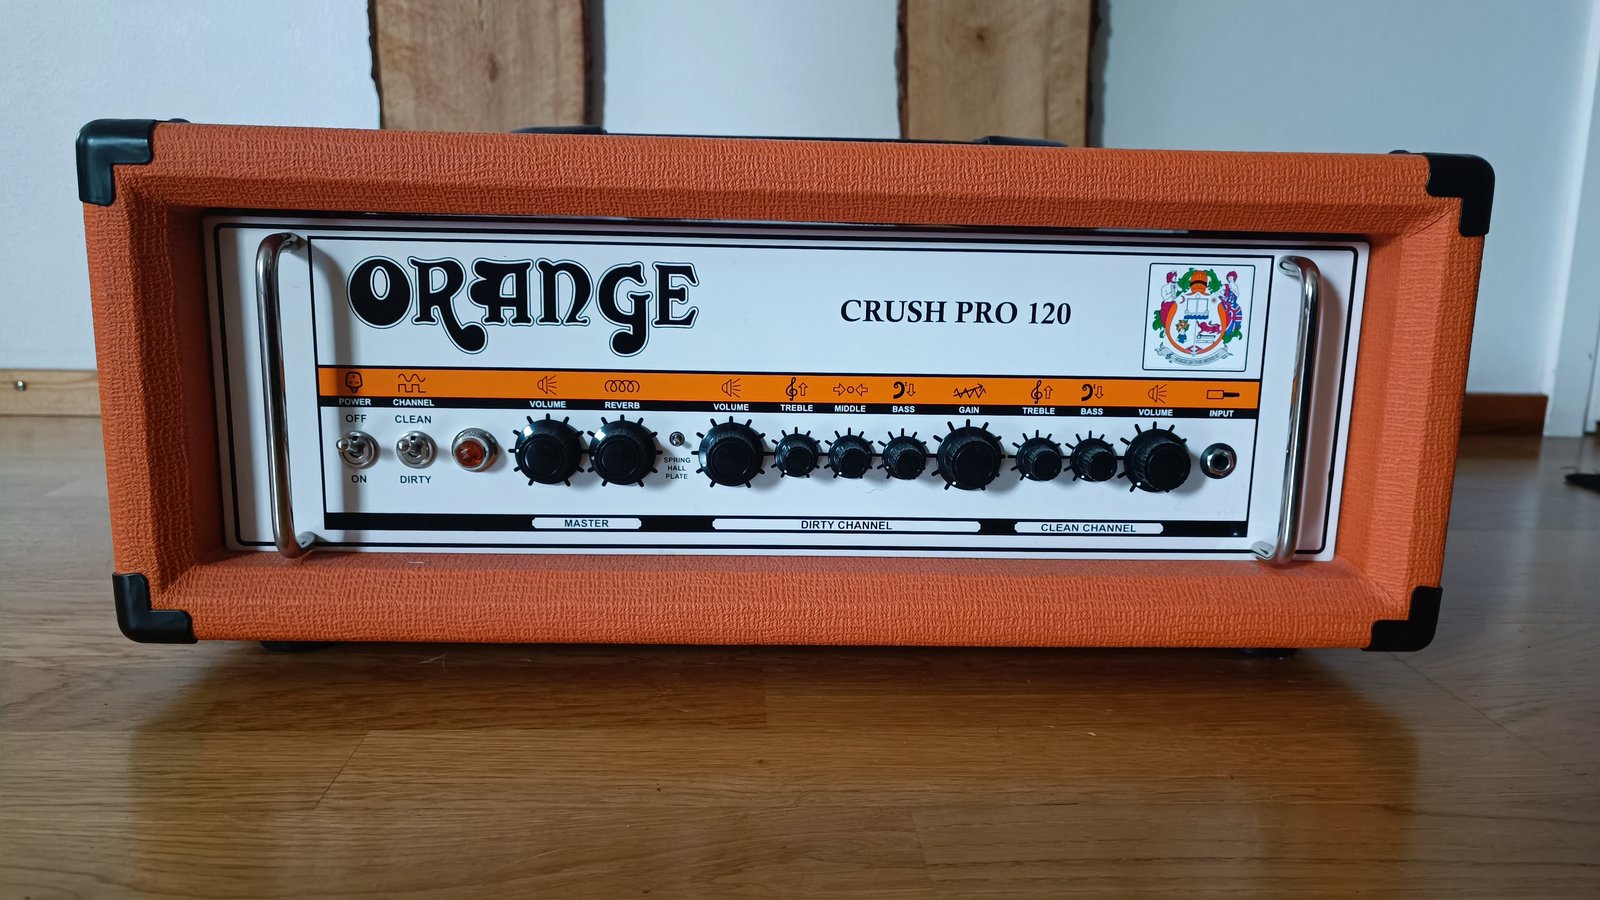 ORANGE
CRUSH PRO 120
POWER CHANNEL VOLUME REVERB VOLUME TREBLE MIDDLE BASS GAIN TREBLE BASS VOLUME INPUT
OFF CLEAN
SPRING
HALL
PLATE
ON DIRTY
MASTER DIRTY CHANNEL CLEAN CHANNEL